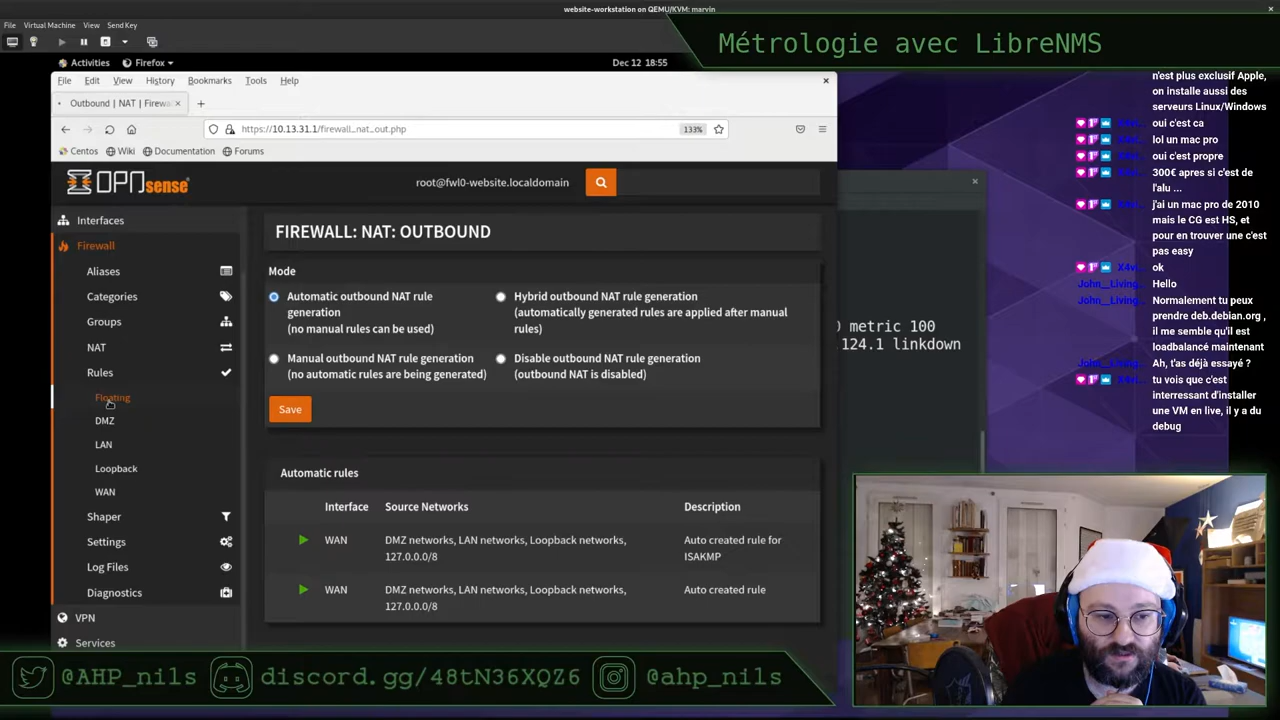 website-workstation on QEMU/KVM: marvin
File Virtual Machine View Send Key
Métrologie avec LibreNMS
Activities Firefox Dec 12 18:55
File Edit View History Bookmarks Tools Help
Outbound | NAT | Firewa
https://10.13.31.1/firewall_nat_out.php 133%
Centos Wiki Documentation Forums
OPNsense
root@fwl0-website.localdomain
Interfaces
Firewall
Aliases
Categories
Groups
NAT
Rules
Floating
DMZ
LAN
Loopback
WAN
Shaper
Settings
Log Files
Diagnostics
VPN
Services
FIREWALL: NAT: OUTBOUND
Mode
Automatic outbound NAT rule
generation
(no manual rules can be used)
Hybrid outbound NAT rule generation
(automatically generated rules are applied after manual
rules)
Manual outbound NAT rule generation
(no automatic rules are being generated)
Disable outbound NAT rule generation
(outbound NAT is disabled)
Save
Automatic rules
Interface Source Networks Description
WAN DMZ networks, LAN networks, Loopback networks,
127.0.0.0/8
Auto created rule for
ISAKMP
WAN DMZ networks, LAN networks, Loopback networks,
127.0.0.0/8
Auto created rule
0 metric 100
124.1 linkdown
n'est plus exclusif Apple,
on installe aussi des
serveurs Linux/Windows
oui c'est ca
lol un mac pro
oui c'est propre
300€ apres si c'est de
l'alu ...
j'ai un mac pro de 2010
mais le CG est HS, et
pour en trouver une c'est
pas easy
ok
John__Living... Hello
John__Living... Normalement tu peux
prendre deb.debian.org ,
il me semble qu'il est
loadbalancé maintenant
John__Living... Ah, t'as déjà essayé ?
tu vois que c'est
interressant d'installer
une VM en live, il y a du
debug
@AHP_nils discord.gg/48tN36XQZ6 @ahp_nils